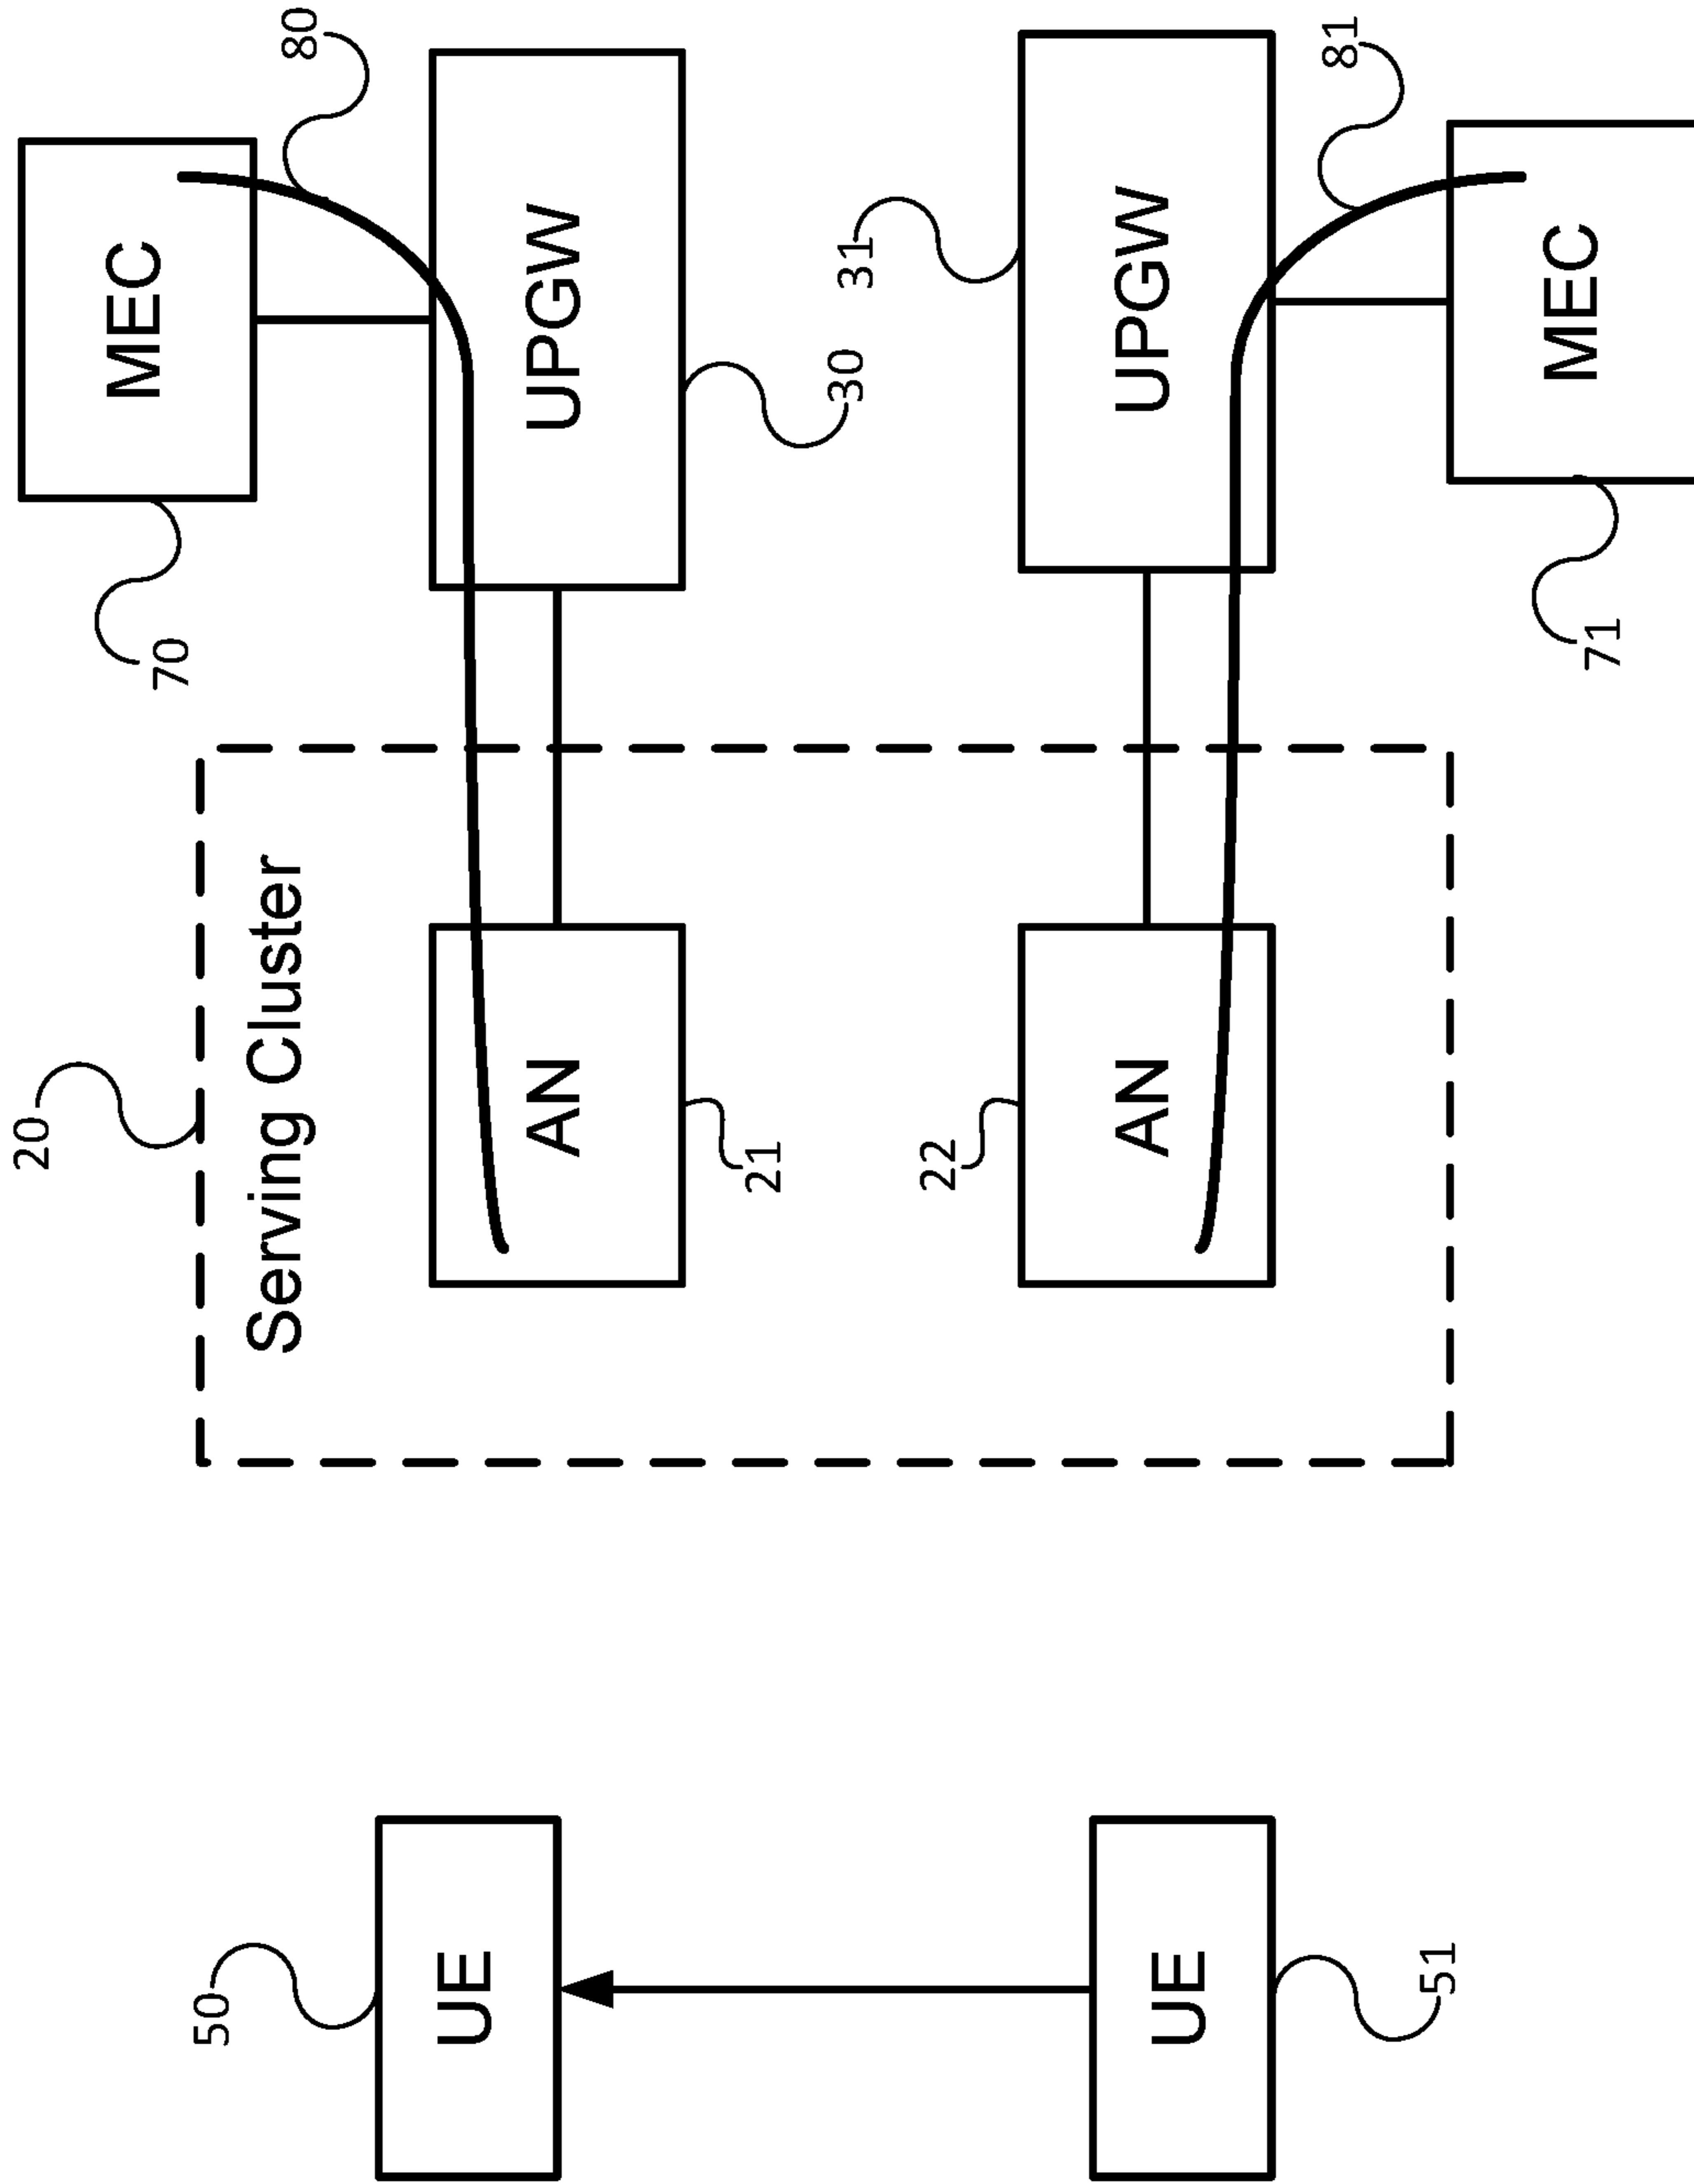 20
MEC
70
50
Serving Cluster
80
UE
AN
UPGW
21
30
31
22
UE
AN
UPGW
81
51
MEC
71